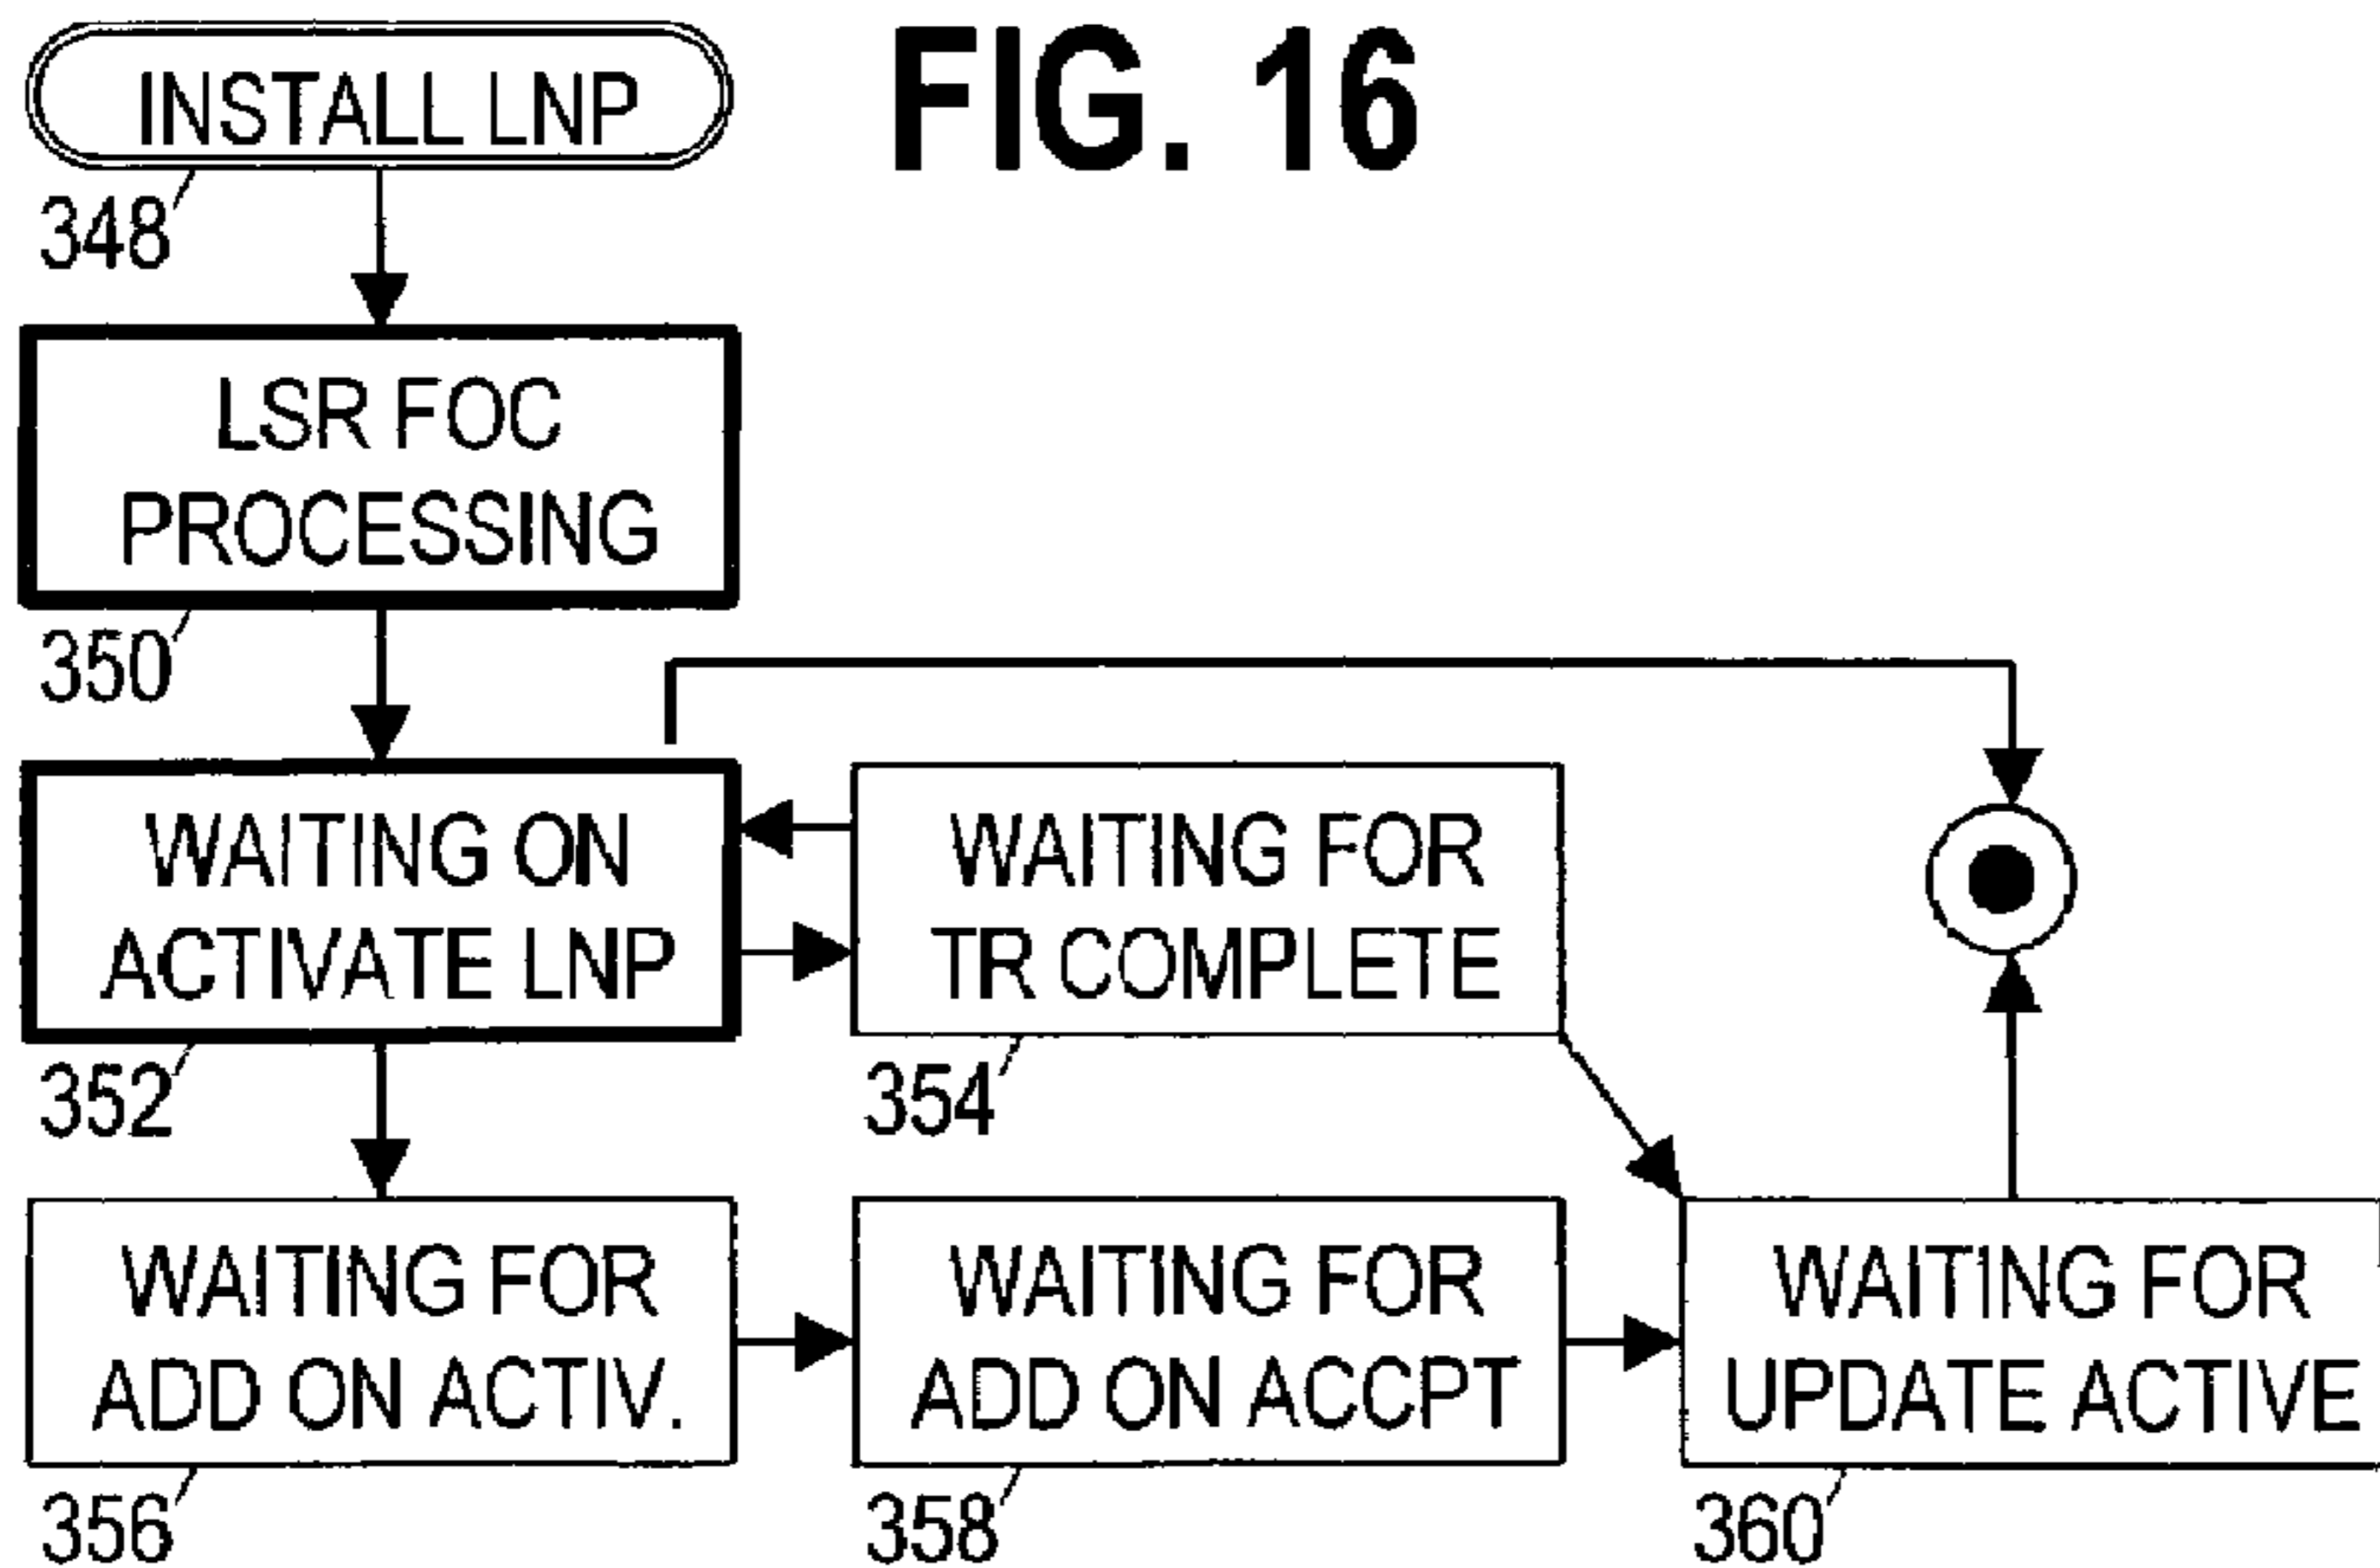 FIG. 16
INSTALL LNP
348
LSR FOC
PROCESSING
350
WAITING ON
ACTIVATE LNP
352
WAITING FOR
TR COMPLETE
354
WAITING FOR
ADD ON ACTIV.
356
WAITING FOR
ADD ON ACCPT
358
WAITING FOR
UPDATE ACTIVE
360